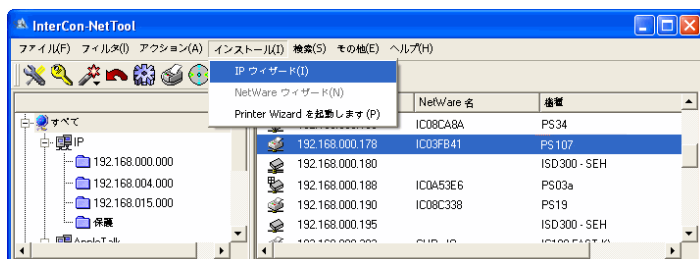 InterCon-NetTool
ファイル(F) フィルタ(I) アクション(A) インストール(I) 検索(S) その他(E) ヘルプ(H)
IP ウィザード(I)
NetWare ウィザード(N)
Printer Wizard を起動します(P)
NetWare 名 機種
すべて
IP
192.168.000.000
192.168.004.000
192.168.015.000
保護
AppleTalk
IC08CA8A PS34
192.168.000.178 IC03FB41 PS107
192.168.000.180 ISD300 - SEH
192.168.000.188 IC0A53E6 PS03a
192.168.000.190 IC08C338 PS19
192.168.000.195 ISD300 - SEH